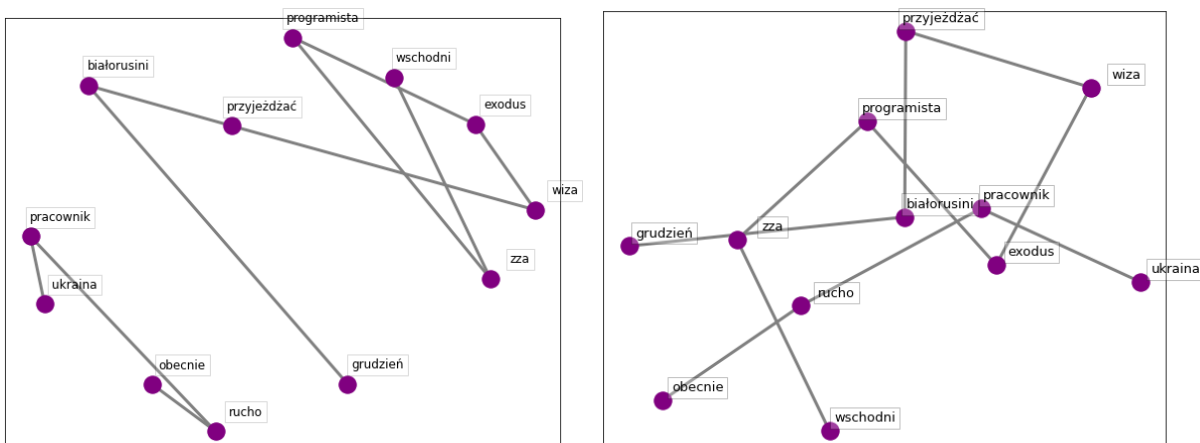 programista
wschodni
białorusini
przyjeżdżać
exodus
wiza
pracownik
zza
ukraina
obecnie
grudzień
rucho
przyjeżdżać
wiza
programista
pracownik
białorusini
grudzień
zza
exodus
ukraina
rucho
obecnie
wschodni